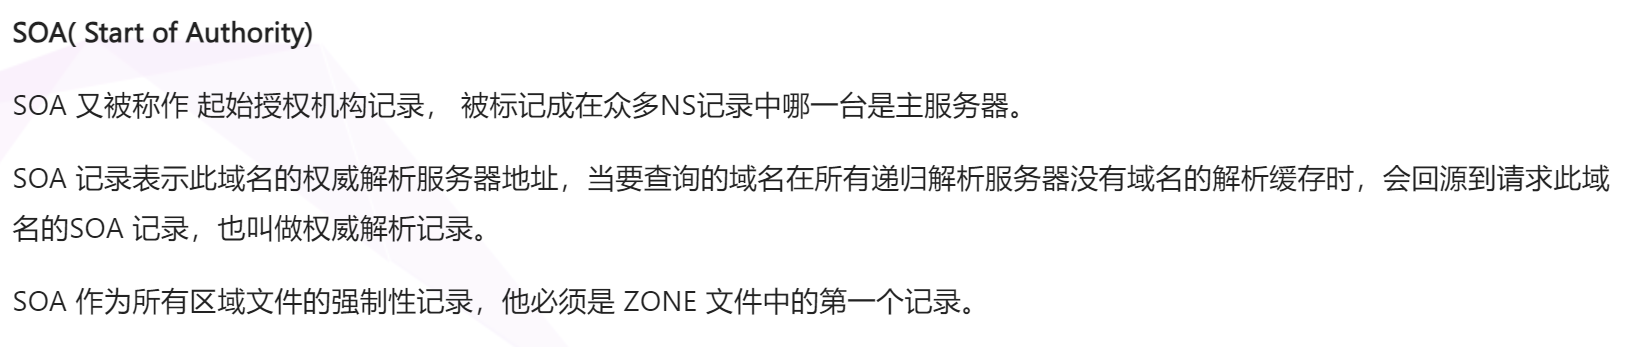 SOA( Start of Authority)
SOA 又被称作 起始授权机构记录， 被标记成在众多NS记录中哪一台是主服务器。
SOA 记录表示此域名的权威解析服务器地址，当要查询的域名在所有递归解析服务器没有域名的解析缓存时，会回源到请求此域
名的SOA 记录，也叫做权威解析记录。
SOA 作为所有区域文件的强制性记录，他必须是 ZONE 文件中的第一个记录。